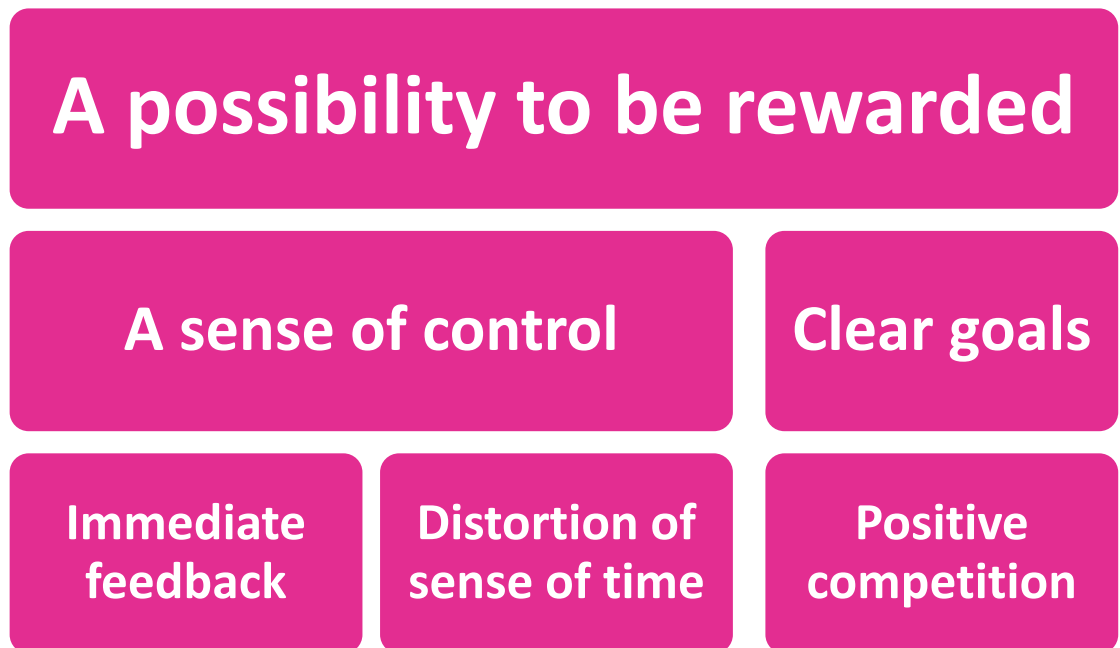 A possibility to be rewarded
A sense of control
Clear goals
Immediate
feedback
Distortion of
sense of time
Positive
competition